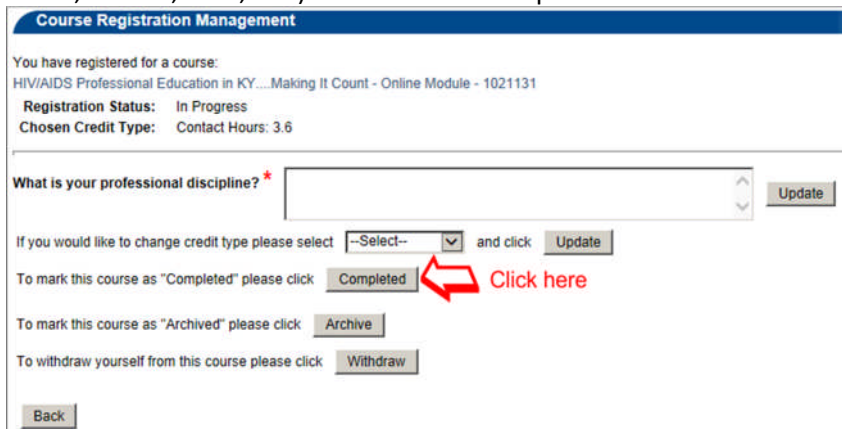 Course Registration Management
You have registered for a course:
HIV/AIDS Professional Education in KY....Making It Count - Online Module - 1021131
Registration Status: In Progress
Chosen Credit Type: Contact Hours: 3.6
What is your professional discipline? * Update
If you would like to change credit type please select --Select-- and click Update
To mark this course as "Completed" please click Completed Click here
To mark this course as "Archived" please click Archive
To withdraw yourself from this course please click Withdraw
Back